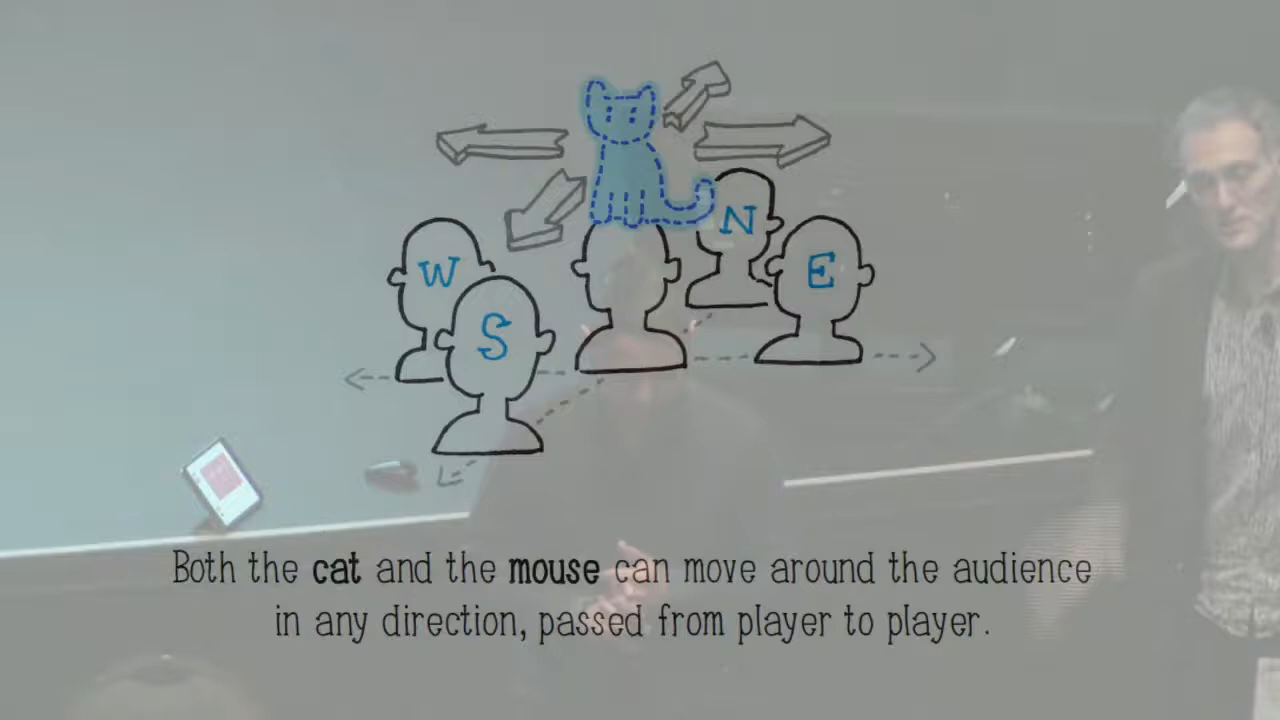 N
W
E
S
Both the cat and the mouse can move around the audience
in any direction, passed from player to player.